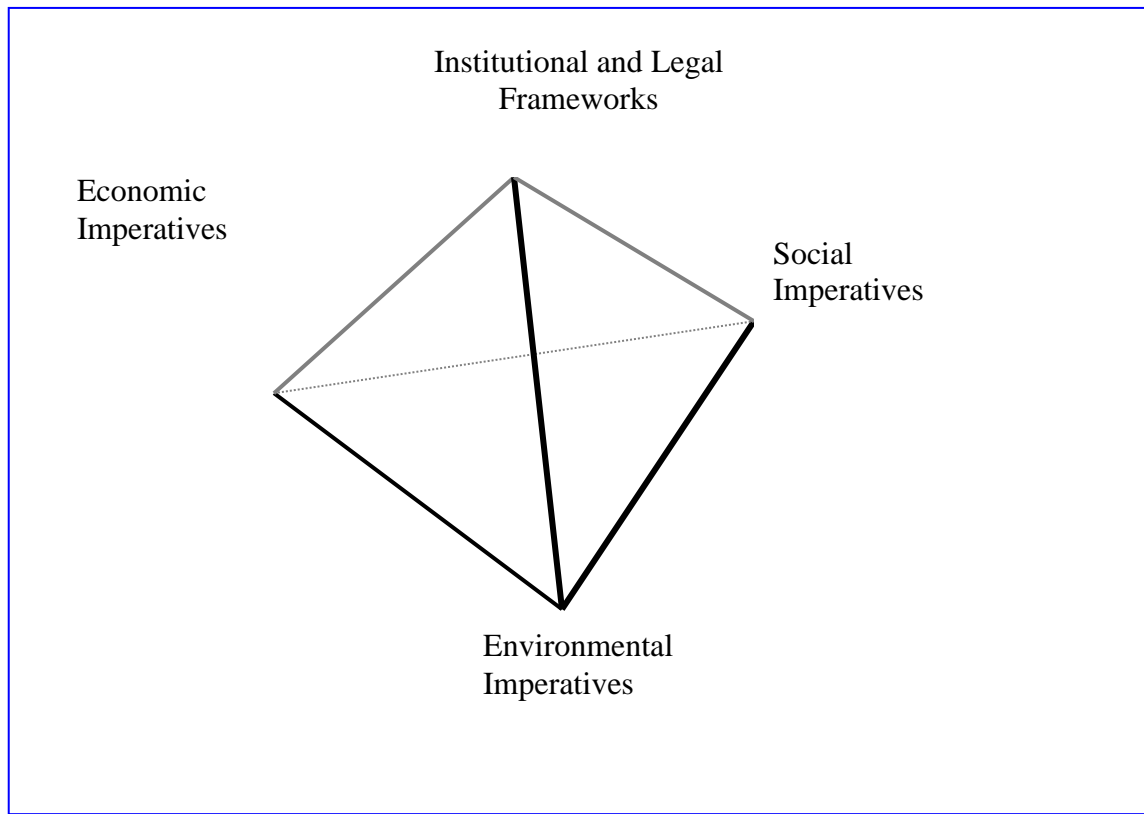 Institutional and Legal
Frameworks
Economic
Imperatives
Social
Imperatives
Environmental
Imperatives